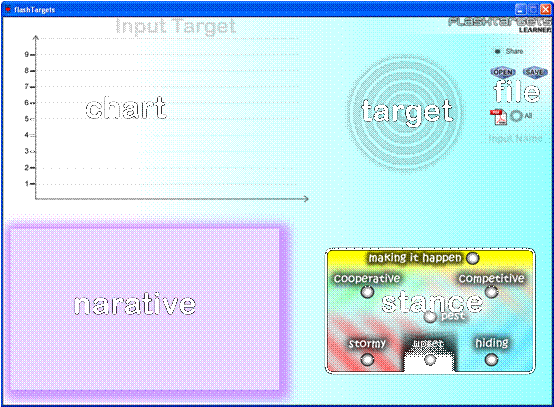 flashTargets
Input Target
FLASHTARGETS
LEARNER
Share
OPEN SAVE
file
All
Input Name
9
8
7
6
5
4
3
2
1
chart
target
narative
making it happen
cooperative competitive
stance
pest
stormy upset hiding